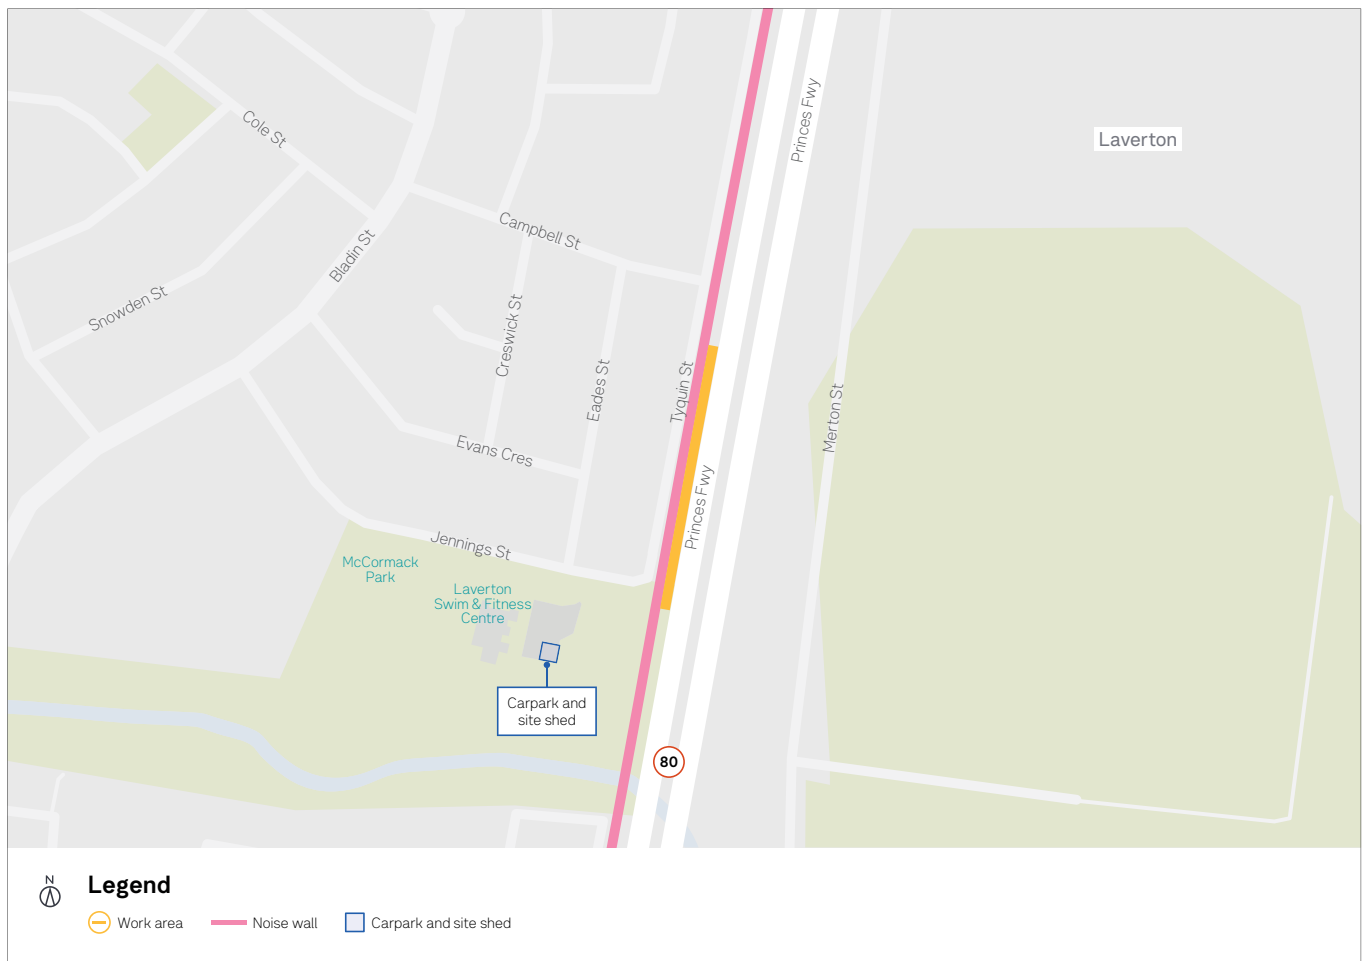 Princes Fwy
Cole St
Laverton
Campbell St
Bladin St
Snowden St
Creswick St
Eades St
Tyquin St
Merton St
Evans Cres
Princes Fwy
Jennings St
McCormack
Park
Laverton
Swim & Fitness
Centre
Carpark and
site shed
80
N
Legend
Work area
Noise wall
Carpark and site shed